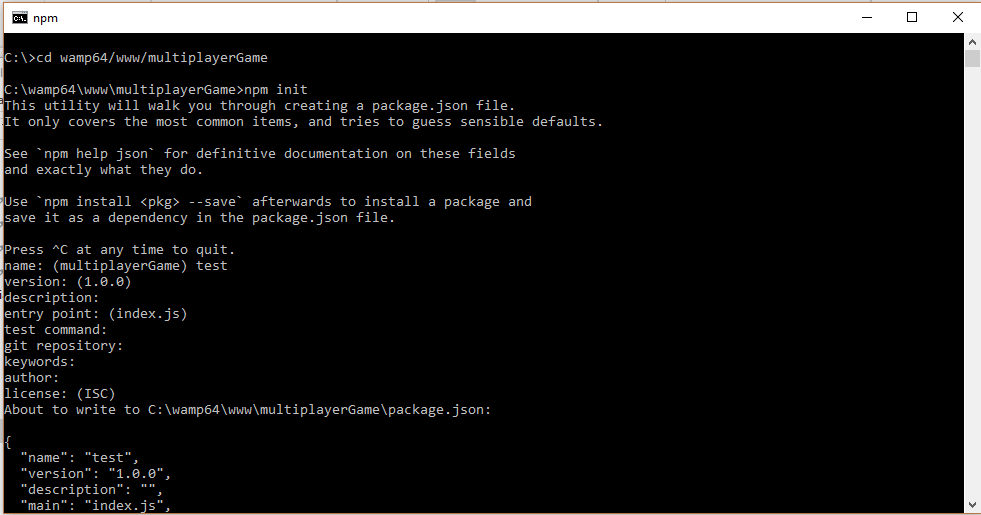 npm
C:\>cd wamp64/www/multiplayerGame
C:\wamp64\www\multiplayerGame>npm init
This utility will walk you through creating a package.json file.
It only covers the most common items, and tries to guess sensible defaults.
See `npm help json` for definitive documentation on these fields
and exactly what they do.
Use `npm install <pkg> --save` afterwards to install a package and
save it as a dependency in the package.json file.
Press ^C at any time to quit.
name: (multiplayerGame) test
version: (1.0.0)
description:
entry point: (index.js)
test command:
git repository:
keywords:
author:
license: (ISC)
About to write to C:\wamp64\www\multiplayerGame\package.json:
{
  "name": "test",
  "version": "1.0.0",
  "description": "",
  "main": "index.js",